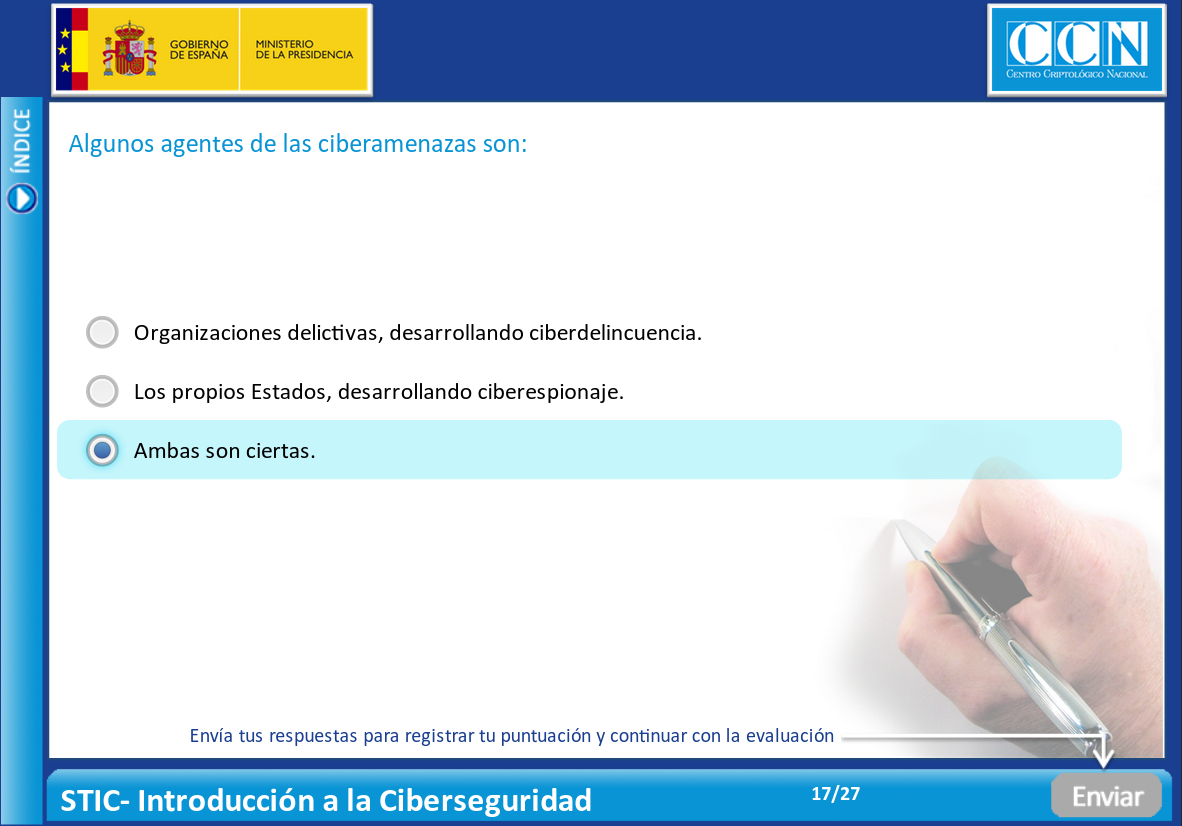 GOBIERNO
DE ESPAÑA
MINISTERIO
DE LA PRESIDENCIA
CCN
CENTRO CRIPTOLÓGICO NACIONAL
ÍNDICE
Algunos agentes de las ciberamenazas son:
Organizaciones delictivas, desarrollando ciberdelincuencia.
Los propios Estados, desarrollando ciberespionaje.
Ambas son ciertas.
Envía tus respuestas para registrar tu puntuación y continuar con la evaluación
STIC- Introducción a la Ciberseguridad
17/27
Enviar